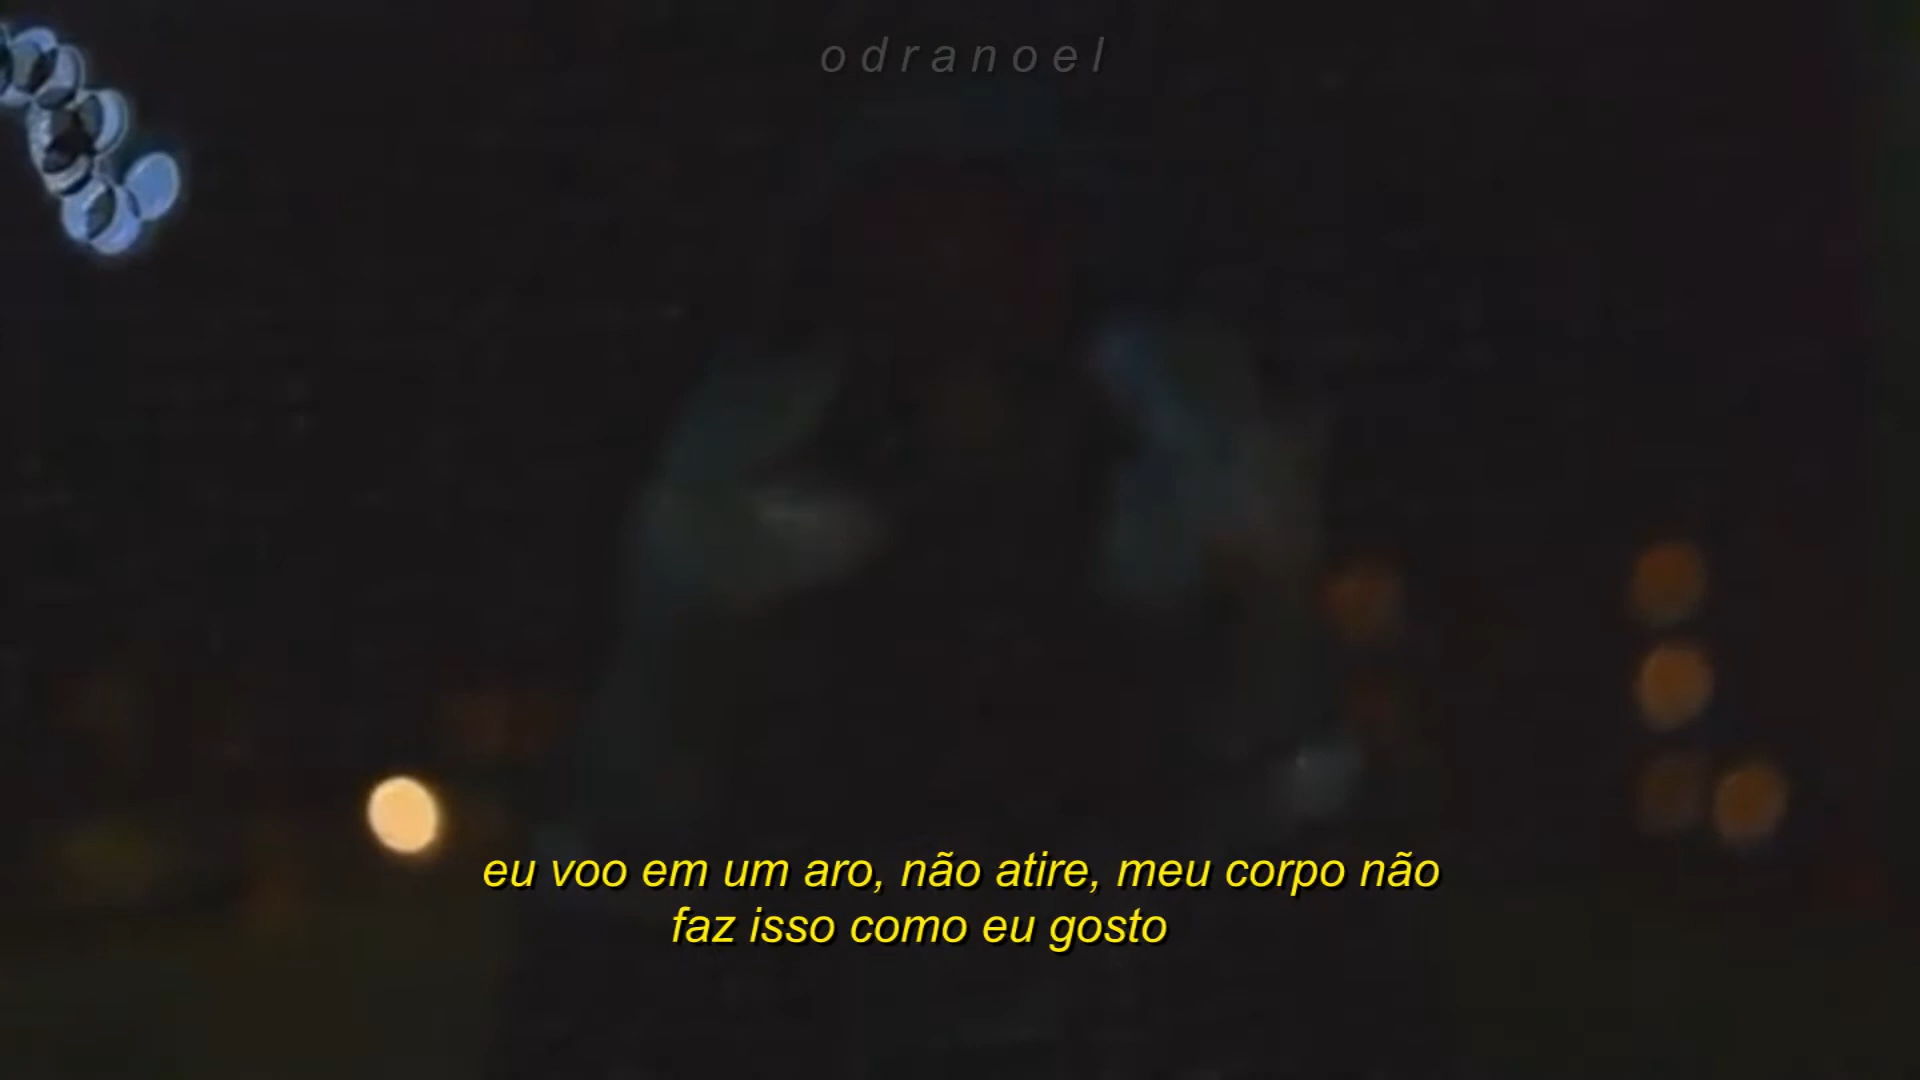 odranoel
eu voo em um aro, não atire, meu corpo não
faz isso como eu gosto